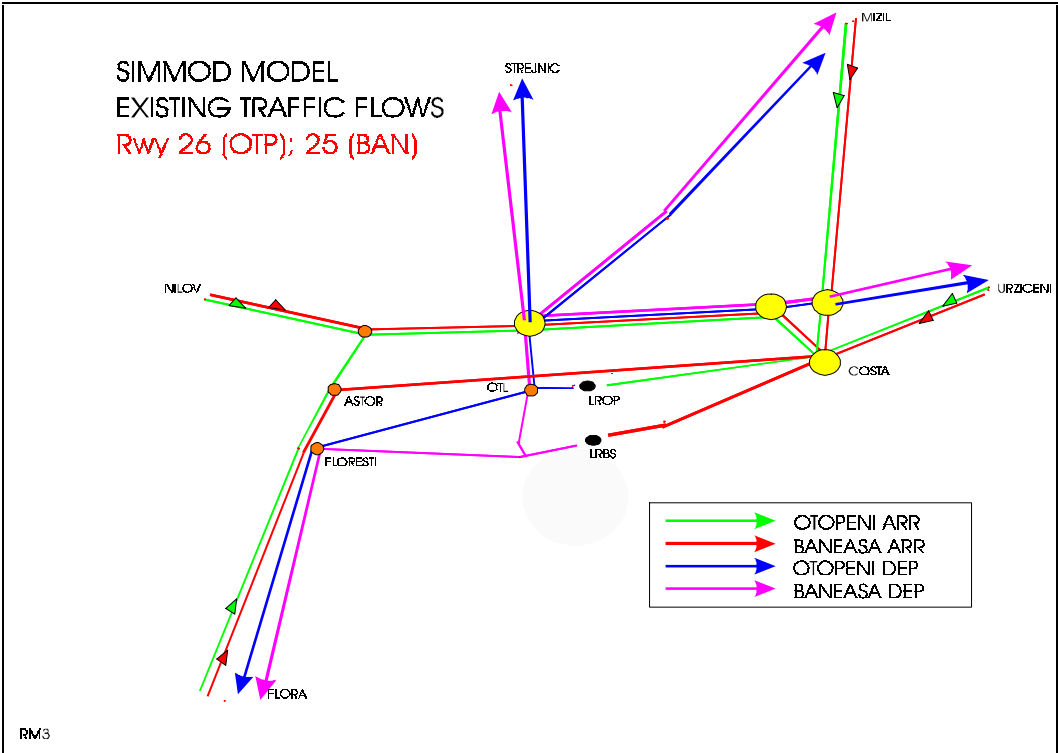 SIMMOD MODEL
EXISTING TRAFFIC FLOWS
Rwy 26 (OTP); 25 (BAN)
STREJNIC
MIZIL
NILOV
URZICENI
COSTA
OTL
LROP
ASTOR
LRBS
FLORESTI
OTOPENI ARR
BANEASA ARR
OTOPENI DEP
BANEASA DEP
FLORA
RM3